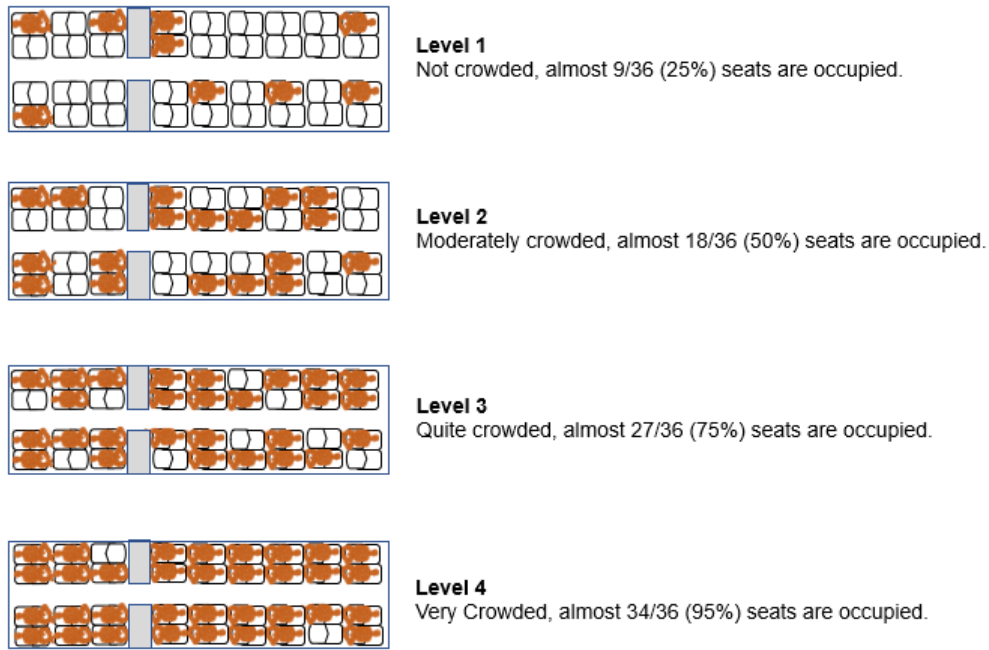 Level 1
Not crowded, almost 9/36 (25%) seats are occupied.
Level 2
Moderately crowded, almost 18/36 (50%) seats are occupied.
Level 3
Quite crowded, almost 27/36 (75%) seats are occupied.
Level 4
Very Crowded, almost 34/36 (95%) seats are occupied.